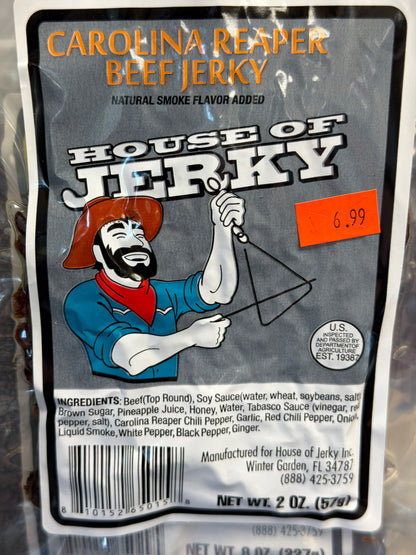 CAROLINA REAPER
BEEF JERKY
NATURAL SMOKE FLAVOR ADDED
HOUSE OF
JERKY
6.99
U.S.
INSPECTED
AND PASSED BY
DEPARTMENT OF
AGRICULTURE
EST. 19382
INGREDIENTS: Beef(Top Round), Soy Sauce(water, wheat, soybeans, salt)
Brown Sugar, Pineapple Juice, Honey, Water, Tabasco Sauce (vinegar, red
pepper, salt), Carolina Reaper Chili Pepper, Garlic, Red Chili Pepper, Onion,
Liquid Smoke, White Pepper, Black Pepper, Ginger.
Manufactured for House of Jerky Inc.
Winter Garden, FL 34787
(888) 425-3759
8 10152 65015 8
NET WT. 2 OZ. (57g)
(888) 425-3759
NET WT. 8 OZ. (227g)